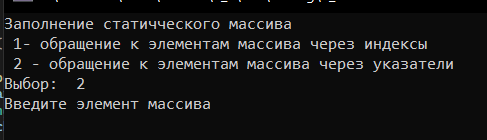 Заполнение статичческого массива
1- обращение к элементам массива через индексы
2 - обращение к элементам массива через указатели
Выбор:  2
Введите элемент массива